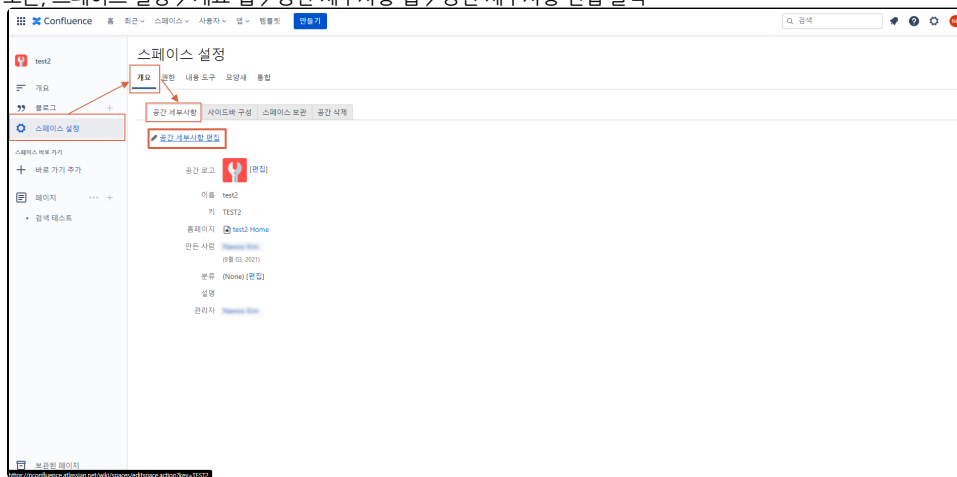 Confluence 홈 최근 스페이스 사용자 앱 템플릿 만들기 검색
test2
스페이스 설정
개요 권한 내용 도구 모양새 통합
개요
블로그
스페이스 설정
스페이스 바로 가기
바로 가기 추가
페이지
검색 테스트
보관된 페이지
공간 세부사항 사이드바 구성 스페이스 보관 공간 삭제
공간 세부사항 편집
공간 로고 [편집]
이름 test2
키 TEST2
홈페이지 test2 Home
만든 사람
(9월 03, 2021)
분류 (None) [편집]
설명
관리자